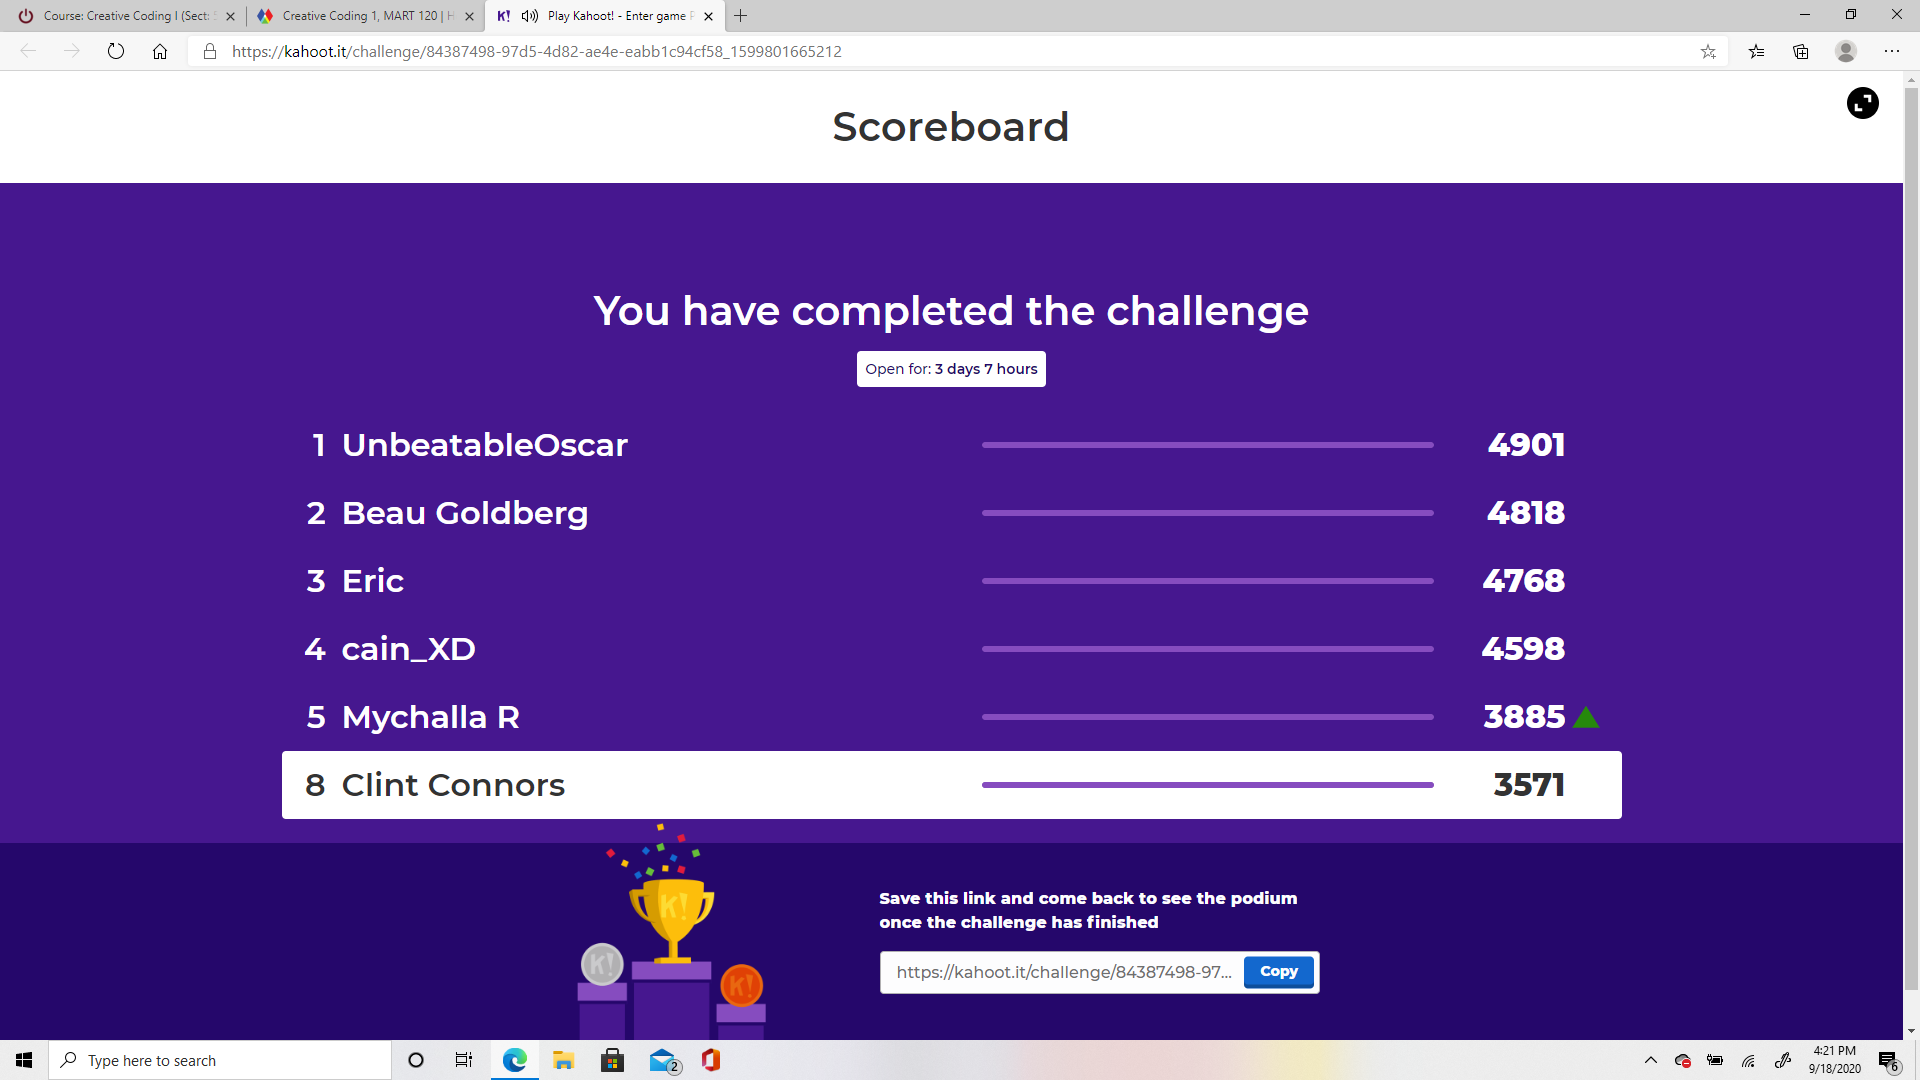 Course: Creative Coding I (Sect:
Creative Coding 1, MART 120 | H
K! Play Kahoot! - Enter game P
https://kahoot.it/challenge/84387498-97d5-4d82-ae4e-eabb1c94cf58_1599801665212
Scoreboard
You have completed the challenge
Open for: 3 days 7 hours
1 UnbeatableOscar 4901
2 Beau Goldberg 4818
3 Eric 4768
4 cain_XD 4598
5 Mychalla R 3885
8 Clint Connors 3571
K!
K!
K!
Save this link and come back to see the podium
once the challenge has finished
https://kahoot.it/challenge/84387498-97... Copy
Type here to search
2
4:21 PM
9/18/2020
6